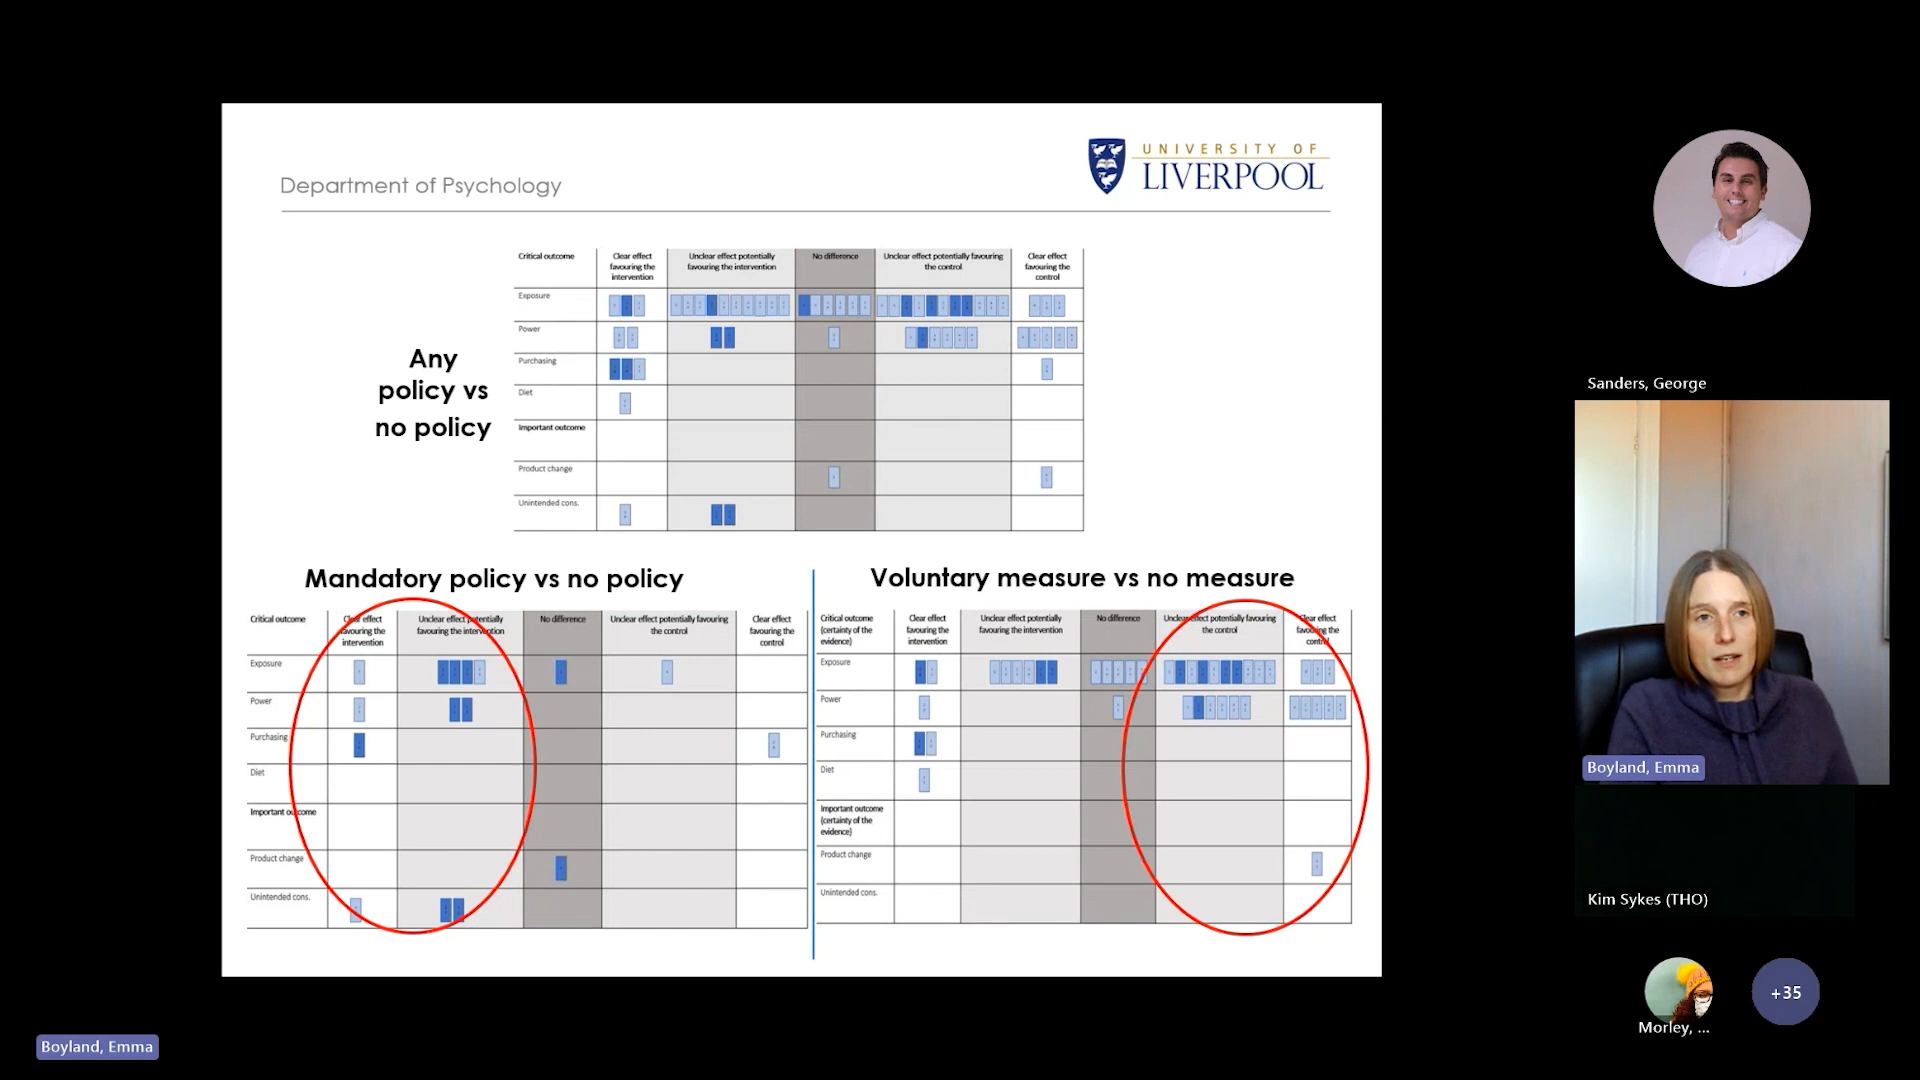 UNIVERSITY OF
LIVERPOOL
Department of Psychology
Any
policy vs
no policy
Critical outcome
Clear effect
favouring the
intervention
Unclear effect potentially
favouring the intervention
No difference
Unclear effect potentially favouring
the control
Clear effect
favouring the
control
Exposure
Power
Purchasing
Diet
Important outcome
Product change
Unintended cons.
Mandatory policy vs no policy
Critical outcome
Clear effect
favouring the
intervention
Unclear effect potentially
favouring the intervention
No difference
Unclear effect potentially favouring
the control
Clear effect
favouring the
control
Exposure
Power
Purchasing
Diet
Important outcome
Product change
Unintended cons.
Voluntary measure vs no measure
Critical outcome
(certainty of the
evidence)
Clear effect
favouring the
intervention
Unclear effect potentially
favouring the intervention
No difference
Unclear effect potentially favouring
the control
Clear effect
favouring the
control
Exposure
Power
Purchasing
Diet
Important outcome
(certainty of the
evidence)
Product change
Unintended cons.
Sanders, George
Boyland, Emma
Kim Sykes (THO)
Morley, ...
+35
Boyland, Emma